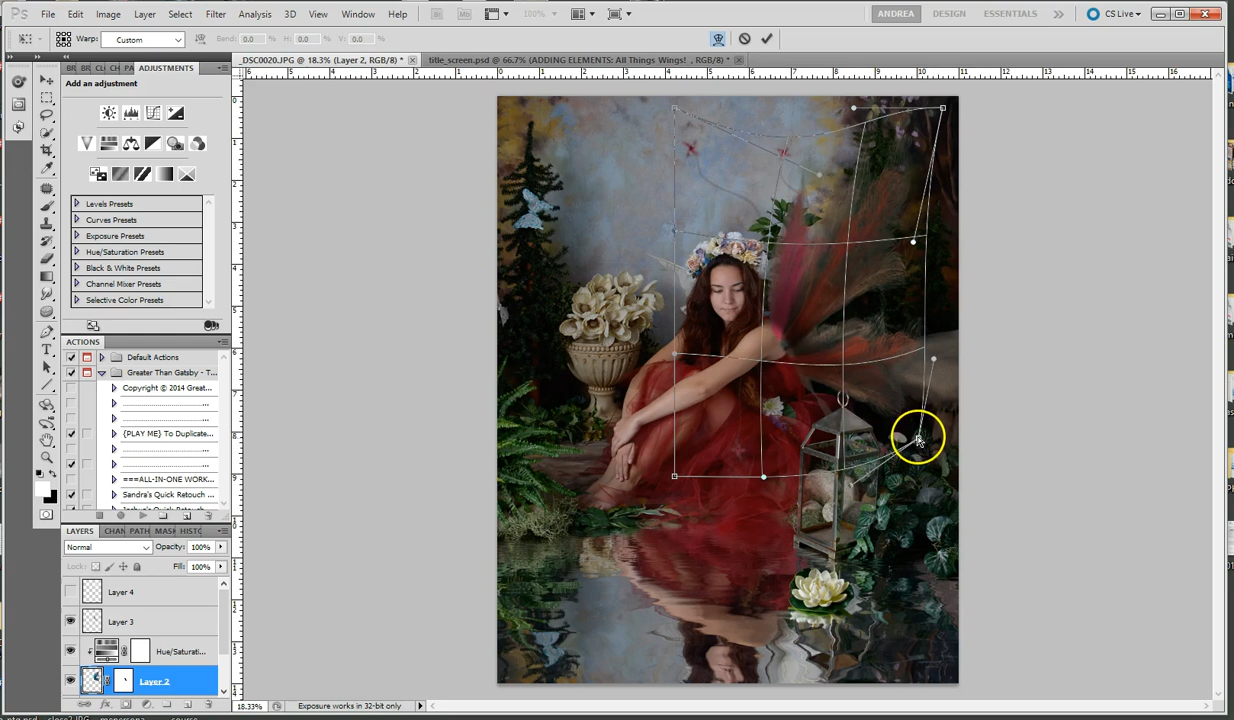 Ps File Edit Image Layer Select Filter Analysis 3D View Window Help Br Mb 100% ANDREA DESIGN ESSENTIALS CS Live
Warp: Custom Bend: 0.0 % H: 0.0 % V: 0.0 %
_DSC0020.JPG @ 18.3% (Layer 2, RGB/8) * title_screen.psd @ 66.7% (ADDING ELEMENTS: All Things Wings! , RGB/8) *
ADJUSTMENTS
Add an adjustment
Levels Presets
Curves Presets
Exposure Presets
Hue/Saturation Presets
Black & White Presets
Channel Mixer Presets
Selective Color Presets
ACTIONS
Default Actions
Greater Than Gatsby - T...
Copyright © 2014 Great...
{PLAY ME} To Duplicate...
===ALL-IN-ONE WORK...
Sandra's Quick Retouch
LAYERS CHAN PATH MASK HISTO
Normal Opacity: 100%
Lock: Fill: 100%
Layer 4
Layer 3
Hue/Saturati...
Layer 2
18.33% Exposure works in 32-bit only